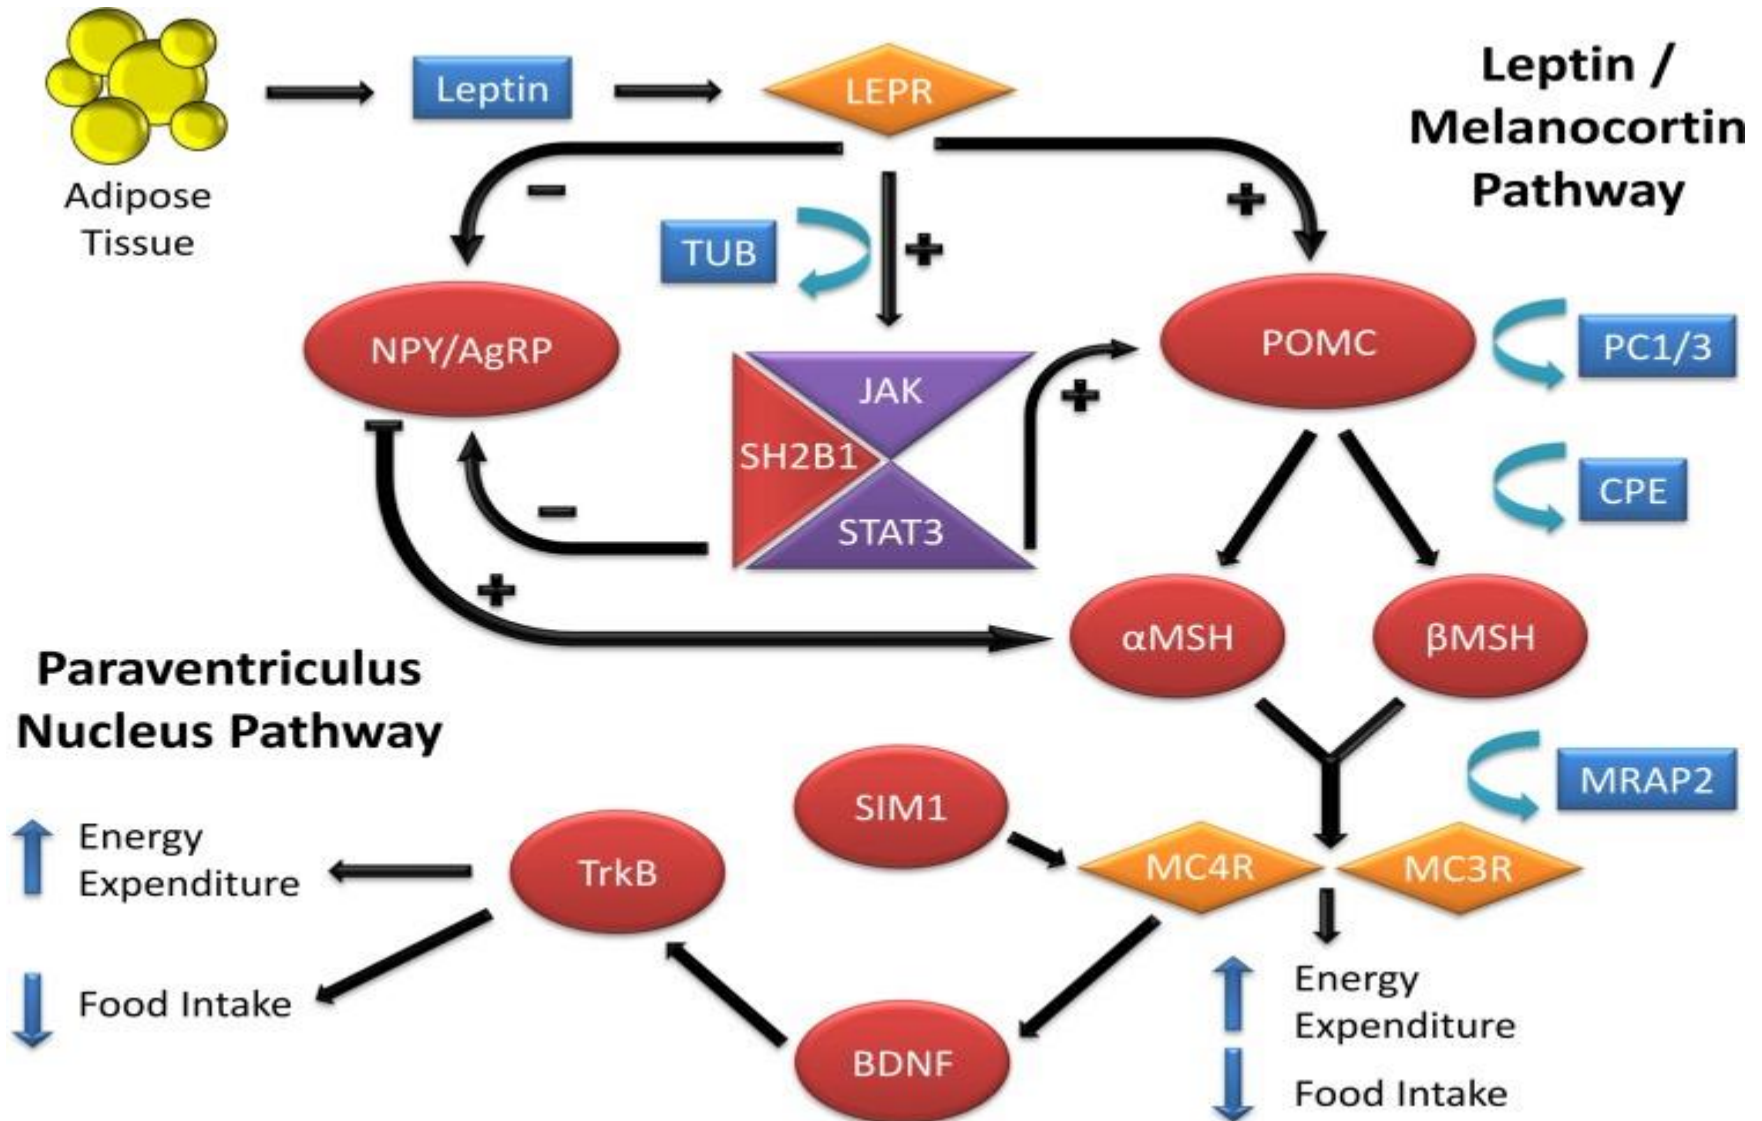 Leptin /
Melanocortin
Pathway
Leptin
LEPR
Adipose
Tissue
−
+
TUB
+
NPY/AgRP
POMC
PC1/3
JAK
+
SH2B1
CPE
STAT3
−
+
αMSH
βMSH
Paraventriculus
Nucleus Pathway
MRAP2
SIM1
Energy
Expenditure
TrkB
MC4R
MC3R
Food Intake
Energy
Expenditure
BDNF
Food Intake